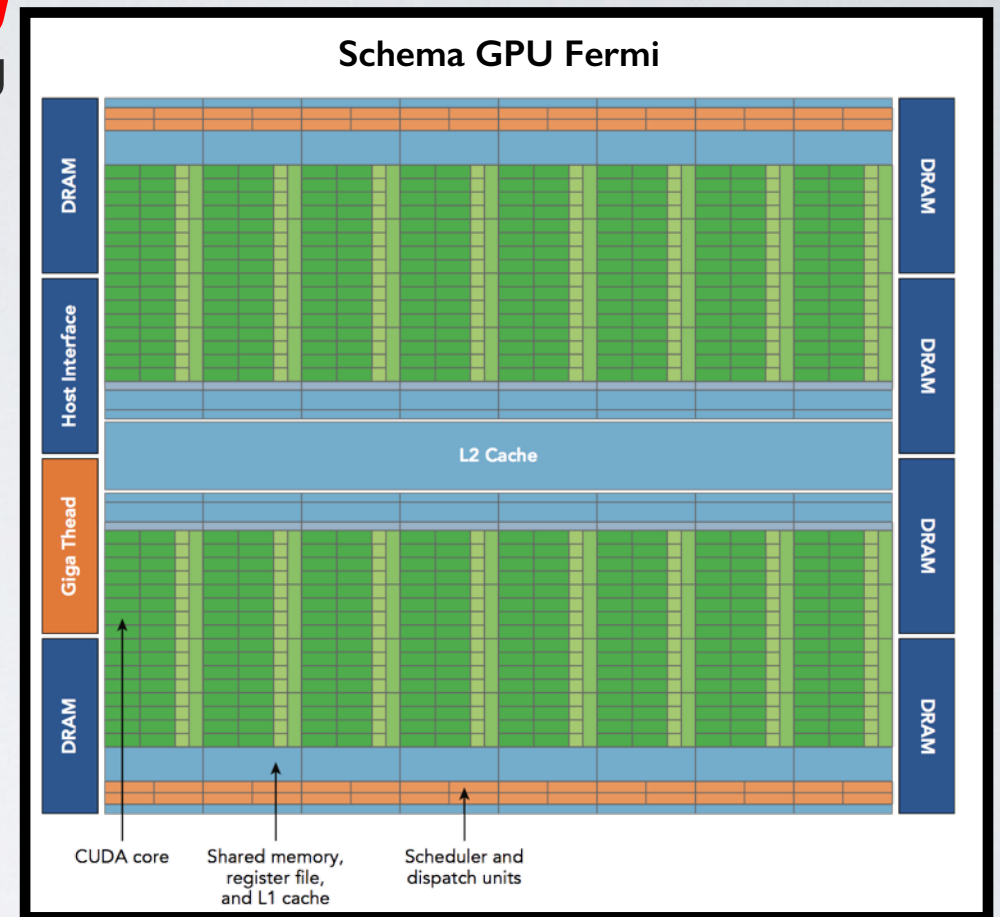 Schema GPU Fermi
DRAM
Host Interface
Giga Thead
DRAM
L2 Cache
DRAM
DRAM
DRAM
DRAM
CUDA core
Shared memory,
register file,
and L1 cache
Scheduler and
dispatch units